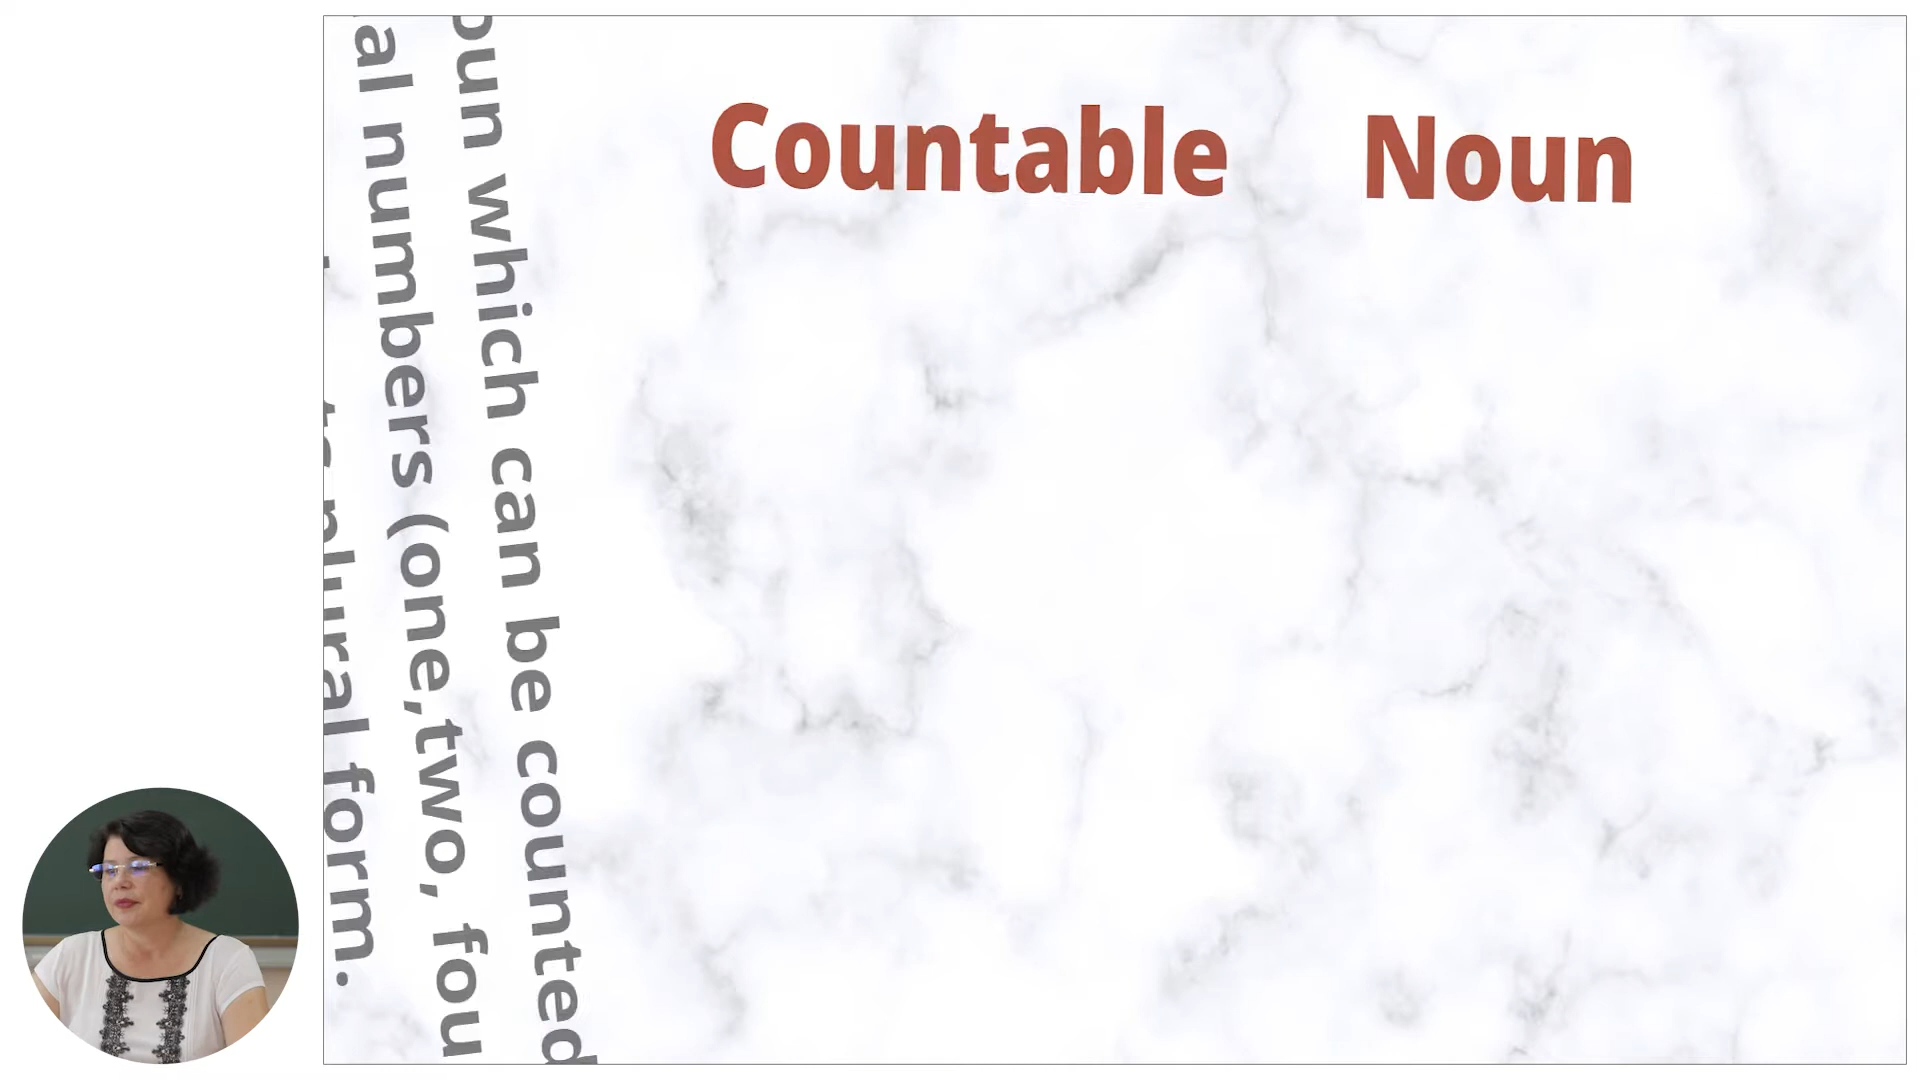 Countable Noun
oun which can be counted
al numbers (one,two, fou
plural form.